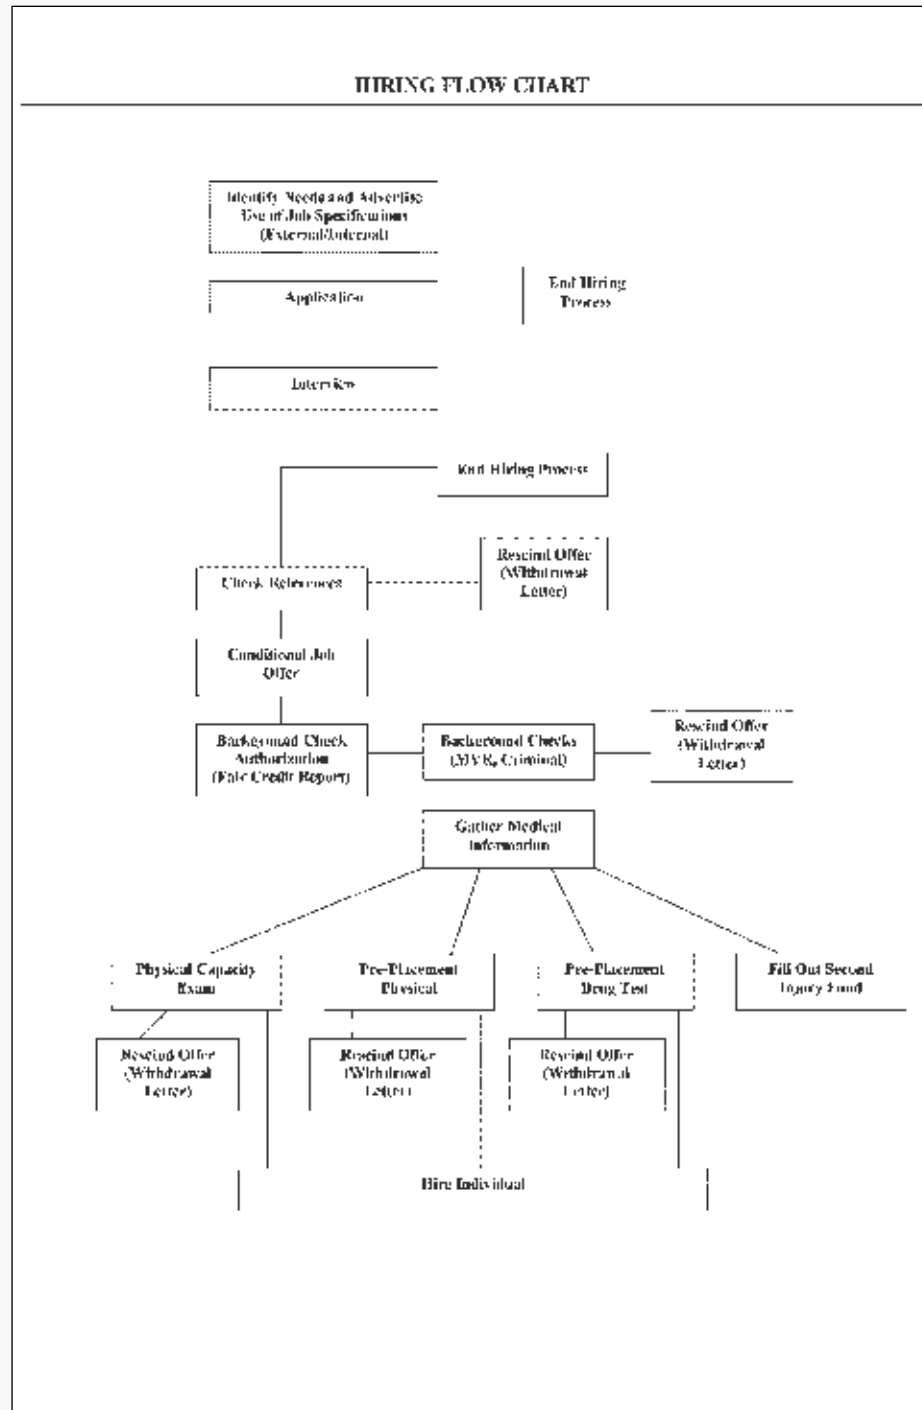 HIRING FLOW CHART
Identify Needs and Advertise
Use of Job Specifications
(External/Internal)
Application
End Hiring
Process
Interview
End Hiring Process
Check References
Rescind Offer
(Withdrawal
Letter)
Conditional Job
Offer
Background Check
Authorization
(Fair Credit Report)
Background Checks
(MVR, Criminal)
Rescind Offer
(Withdrawal
Letter)
Gather Medical
Information
Physical Capacity
Exam
Pre-Placement
Physical
Pre-Placement
Drug Test
Fill Out Second
Injury Fund
Rescind Offer
(Withdrawal
Letter)
Rescind Offer
(Withdrawal
Letter)
Rescind Offer
(Withdrawal
Letter)
Hire Individual